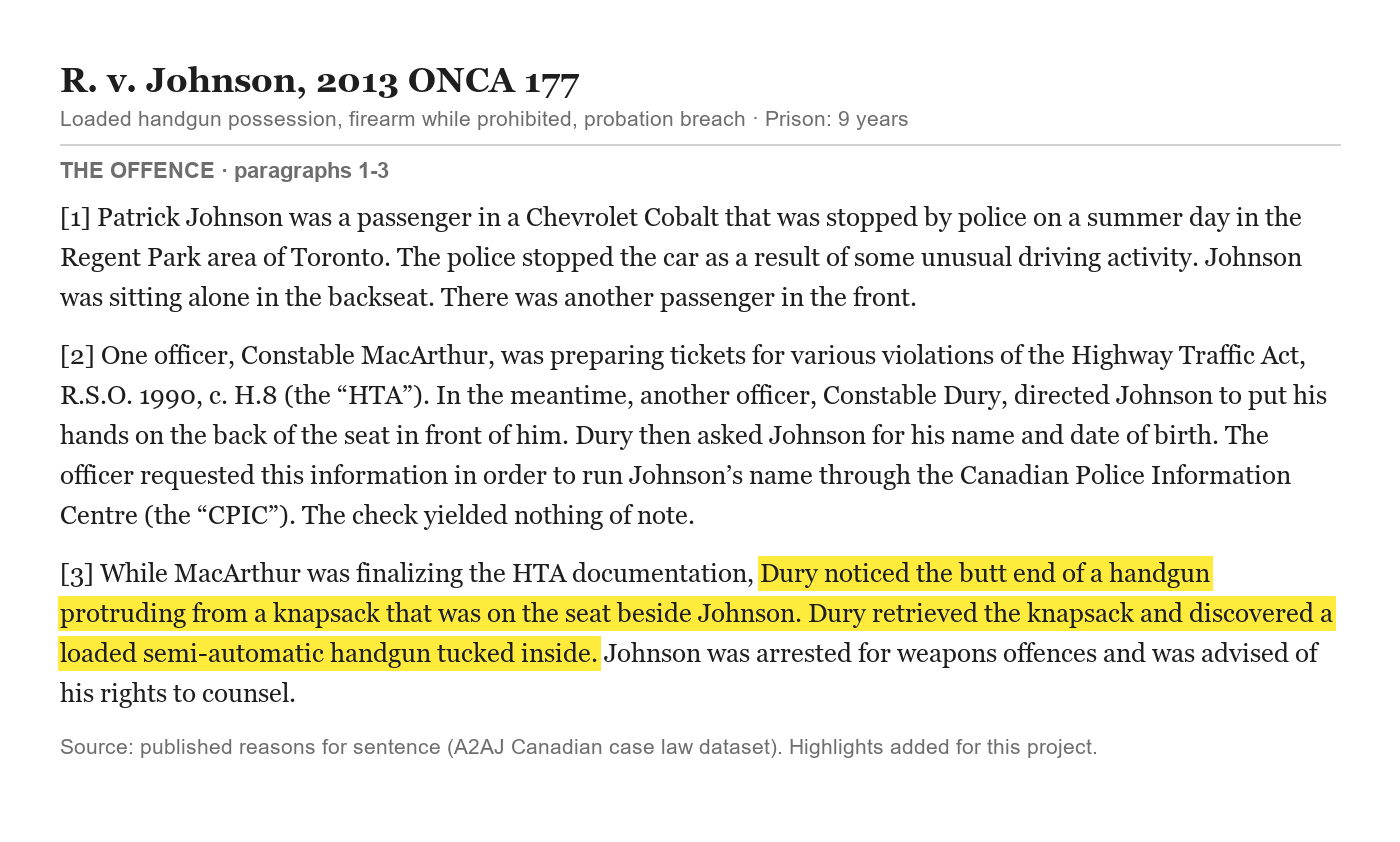 R. v. Johnson, 2013 ONCA 177
Loaded handgun possession, firearm while prohibited, probation breach · Prison: 9 years
THE OFFENCE · paragraphs 1-3
[1] Patrick Johnson was a passenger in a Chevrolet Cobalt that was stopped by police on a summer day in the
Regent Park area of Toronto. The police stopped the car as a result of some unusual driving activity. Johnson
was sitting alone in the backseat. There was another passenger in the front.
[2] One officer, Constable MacArthur, was preparing tickets for various violations of the Highway Traffic Act,
R.S.O. 1990, c. H.8 (the “HTA”). In the meantime, another officer, Constable Dury, directed Johnson to put his
hands on the back of the seat in front of him. Dury then asked Johnson for his name and date of birth. The
officer requested this information in order to run Johnson’s name through the Canadian Police Information
Centre (the “CPIC”). The check yielded nothing of note.
[3] While MacArthur was finalizing the HTA documentation, Dury noticed the butt end of a handgun
protruding from a knapsack that was on the seat beside Johnson. Dury retrieved the knapsack and discovered a
loaded semi-automatic handgun tucked inside. Johnson was arrested for weapons offences and was advised of
his rights to counsel.
Source: published reasons for sentence (A2AJ Canadian case law dataset). Highlights added for this project.